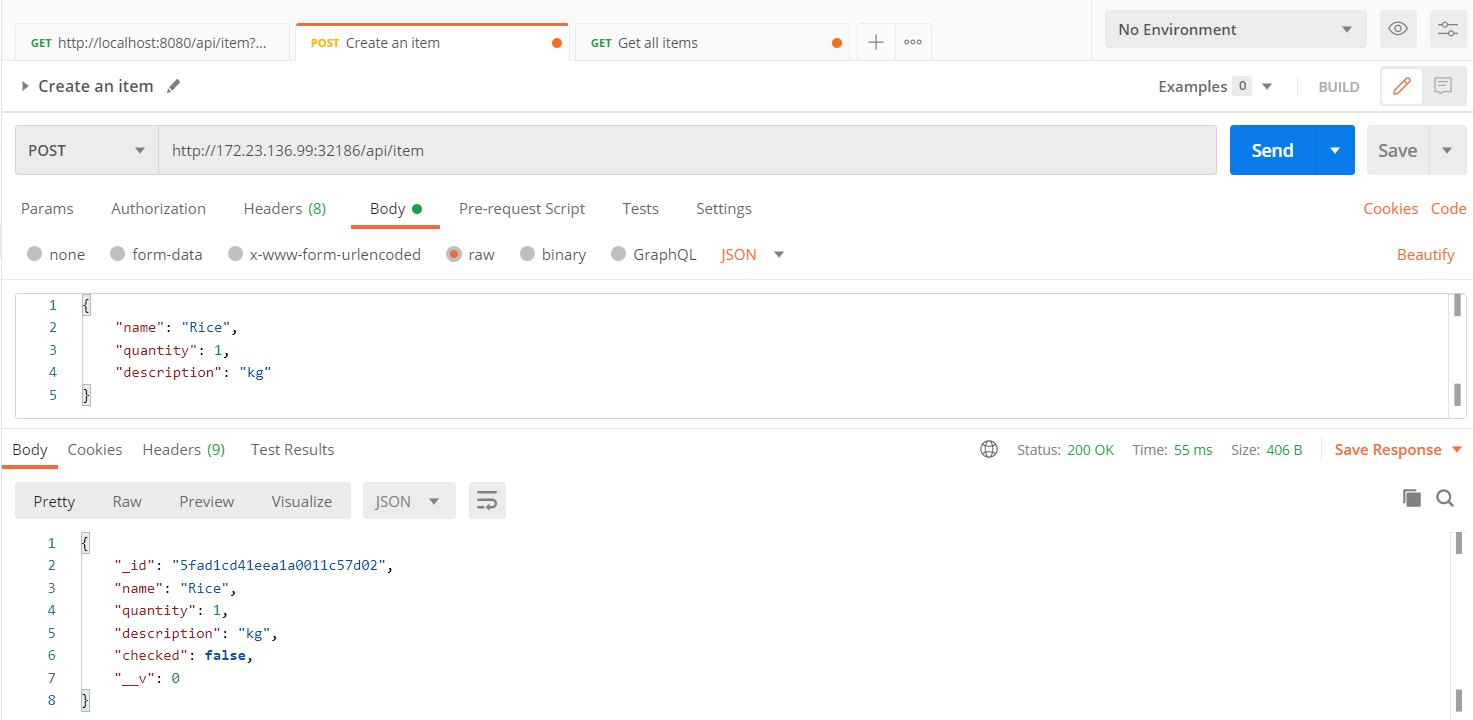 GET http://localhost:8080/api/item?... POST Create an item GET Get all items No Environment
Create an item Examples 0 BUILD
POST http://172.23.136.99:32186/api/item Send Save
Params Authorization Headers (8) Body Pre-request Script Tests Settings Cookies Code
none form-data x-www-form-urlencoded raw binary GraphQL JSON Beautify
1 {
2 "name": "Rice",
3 "quantity": 1,
4 "description": "kg"
5 }
Body Cookies Headers (9) Test Results Status: 200 OK Time: 55 ms Size: 406 B Save Response
Pretty Raw Preview Visualize JSON
1 {
2 "_id": "5fad1cd41eea1a0011c57d02",
3 "name": "Rice",
4 "quantity": 1,
5 "description": "kg",
6 "checked": false,
7 "__v": 0
8 }